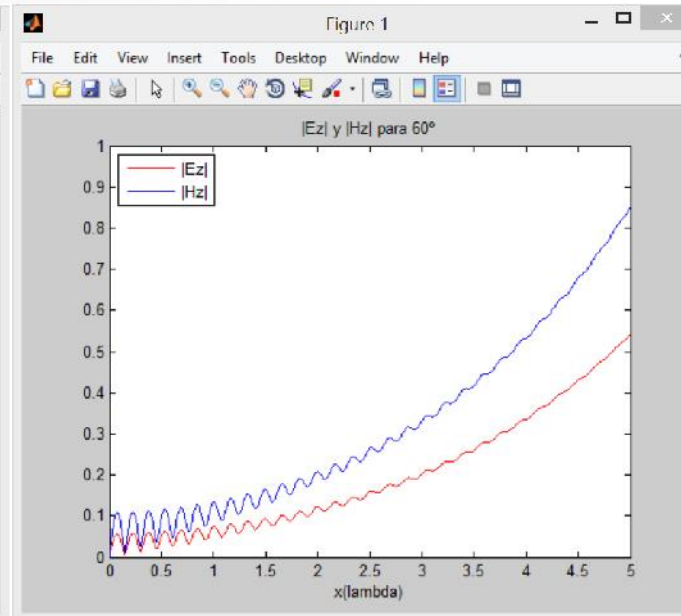 Figure 1
File Edit View Insert Tools Desktop Window Help
|Ez| y |Hz| para 60º
|Ez|
|Hz|
1
0.9
0.8
0.7
0.6
0.5
0.4
0.3
0.2
0.1
0
0 0.5 1 1.5 2 2.5 3 3.5 4 4.5 5
x(lambda)